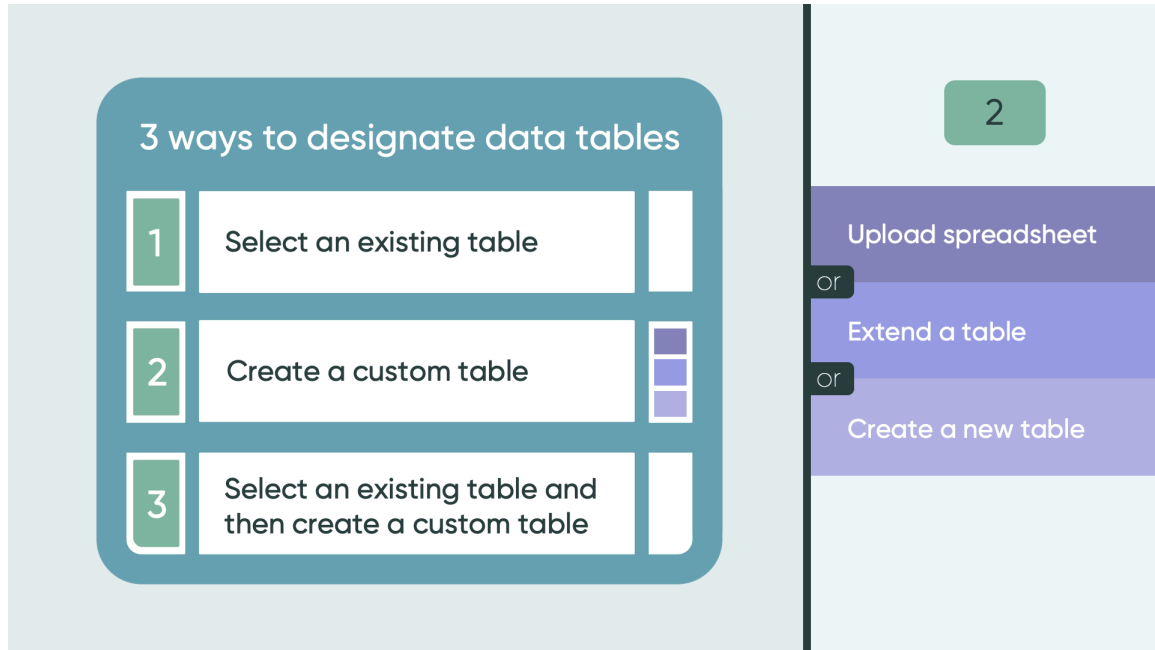 3 ways to designate data tables
1
Select an existing table
2
Create a custom table
3
Select an existing table and
then create a custom table
2
Upload spreadsheet
or
Extend a table
or
Create a new table